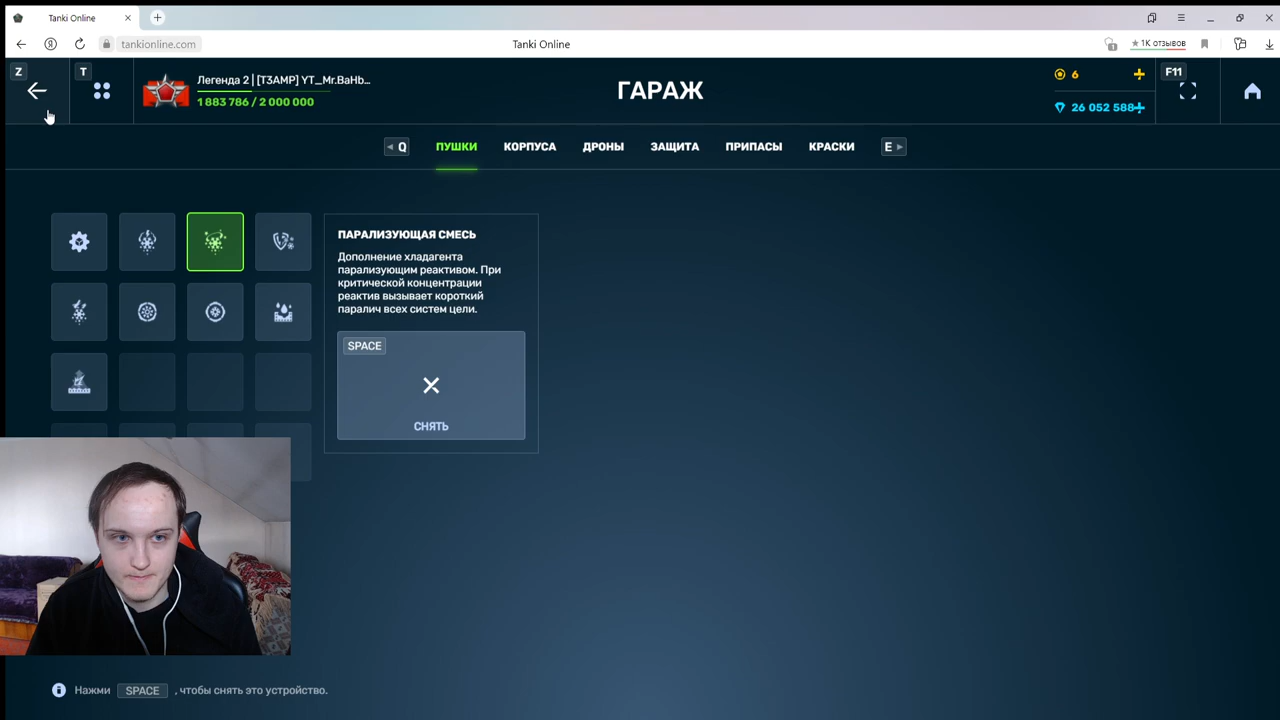 Tanki Online
tankionline.com
Tanki Online
1К отзывов
Z
T
Легенда 2 | [T3AMP] YT_Mr.BaHb...
1 883 786 / 2 000 000
ГАРАЖ
6
26 052 588
F11
Q
ПУШКИ
КОРПУСА
ДРОНЫ
ЗАЩИТА
ПРИПАСЫ
КРАСКИ
E
ПАРАЛИЗУЮЩАЯ СМЕСЬ
Дополнение хладагента
парализующим реактивом. При
критической концентрации
реактив вызывает короткий
паралич всех систем цели.
SPACE
СНЯТЬ
Нажми SPACE , чтобы снять это устройство.